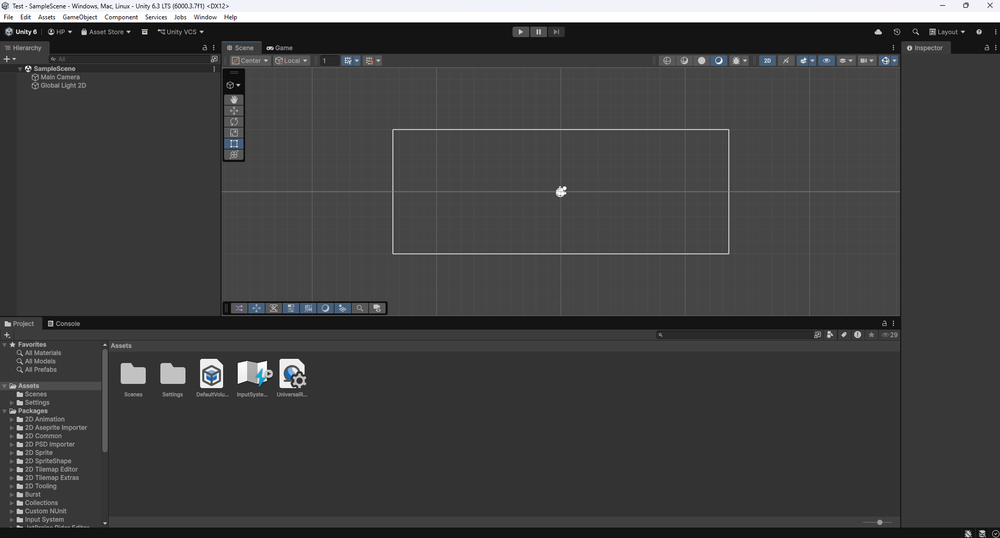 Test - SampleScene - Windows, Mac, Linux - Unity 6.3 LTS (6000.3.7f1) <DX12>
File Edit Assets GameObject Component Services Jobs Window Help
Unity 6 HP Asset Store Unity VCS Layout
Hierarchy
All
SampleScene
Main Camera
Global Light 2D
Scene Game
Center Local 1 2D
Inspector
Project Console
29
Favorites
All Materials
All Models
All Prefabs
Assets
Scenes
Settings
Packages
2D Animation
2D Aseprite Importer
2D Common
2D PSD Importer
2D Sprite
2D SpriteShape
2D Tilemap Editor
2D Tilemap Extras
2D Tooling
Burst
Collections
Custom NUnit
Input System
JetBrains Rider Editor
Assets
Scenes Settings DefaultVolu... InputSyste... UniversalR...